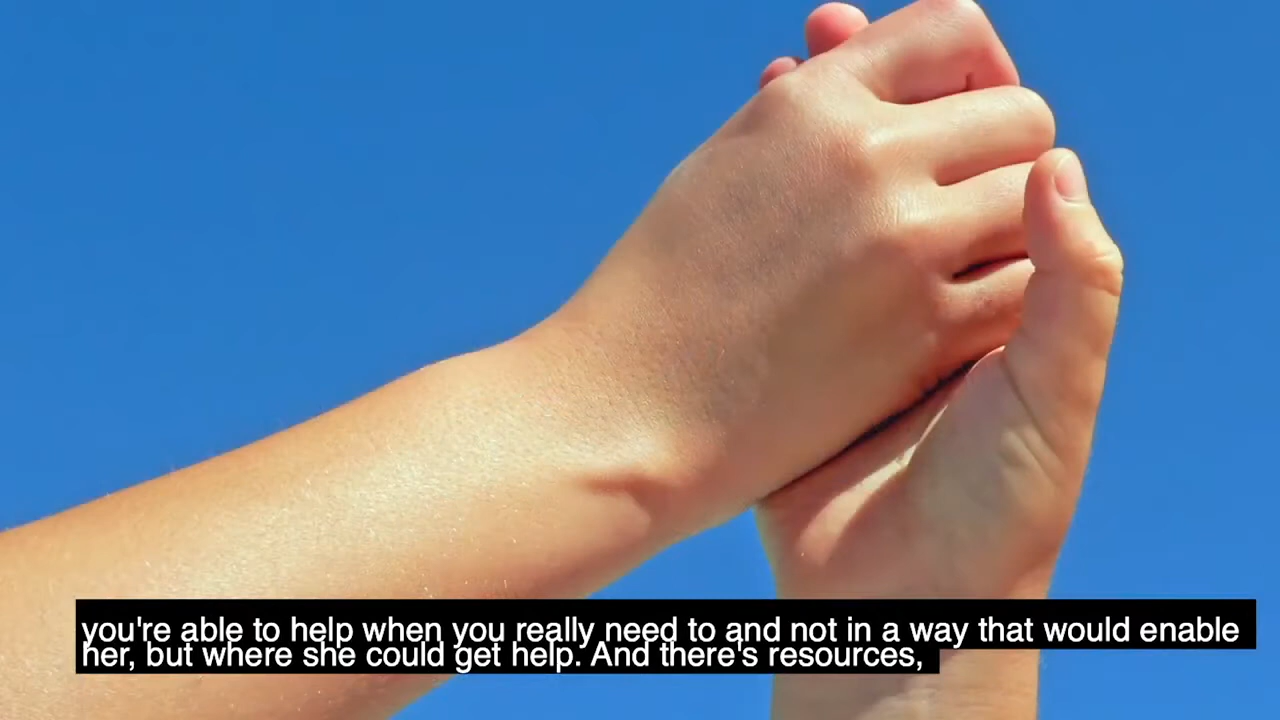 you're able to help when you really need to and not in a way that would enable
her, but where she could get help. And there's resources,